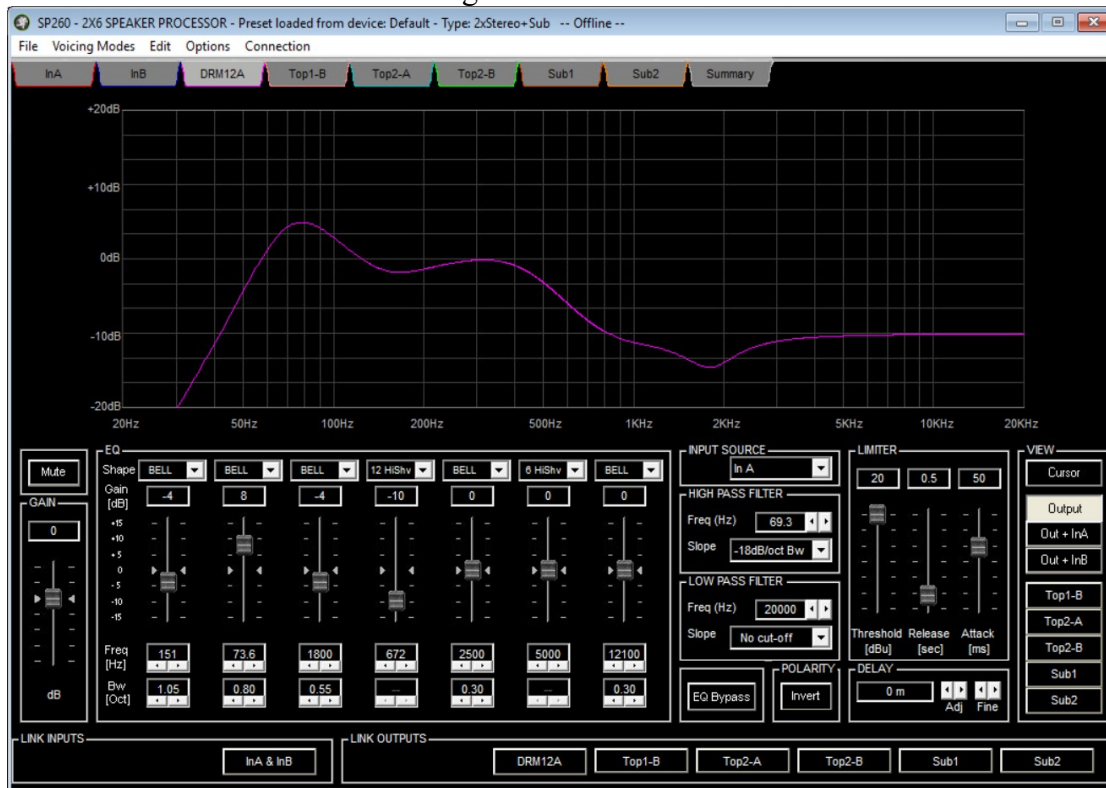 SP260 - 2X6 SPEAKER PROCESSOR - Preset loaded from device: Default - Type: 2xStereo+Sub -- Offline --
File Voicing Modes Edit Options Connection
InA InB DRM12A Top1-B Top2-A Top2-B Sub1 Sub2 Summary
+20dB
+10dB
0dB
-10dB
-20dB
20Hz 50Hz 100Hz 200Hz 500Hz 1KHz 2KHz 5KHz 10KHz 20KHz
Mute
GAIN
0
dB
EQ
Shape BELL BELL BELL 12 HiShv BELL 6 HiShv BELL
Gain [dB] -4 8 -4 -10 0 0 0
+15
+10
+5
0
-5
-10
-15
Freq [Hz] 151 73.6 1800 672 2500 5000 12100
Bw [Oct] 1.05 0.80 0.55 --- 0.30 --- 0.30
INPUT SOURCE
In A
HIGH PASS FILTER
Freq (Hz) 69.3
Slope -18dB/oct Bw
LOW PASS FILTER
Freq (Hz) 20000
Slope No cut-off
EQ Bypass
POLARITY
Invert
LIMITER
20 0.5 50
Threshold [dBu] Release [sec] Attack [ms]
DELAY
0 m
Adj Fine
VIEW
Cursor
Output
Out + InA
Out + InB
Top1-B
Top2-A
Top2-B
Sub1
Sub2
LINK INPUTS
InA & InB
LINK OUTPUTS
DRM12A Top1-B Top2-A Top2-B Sub1 Sub2